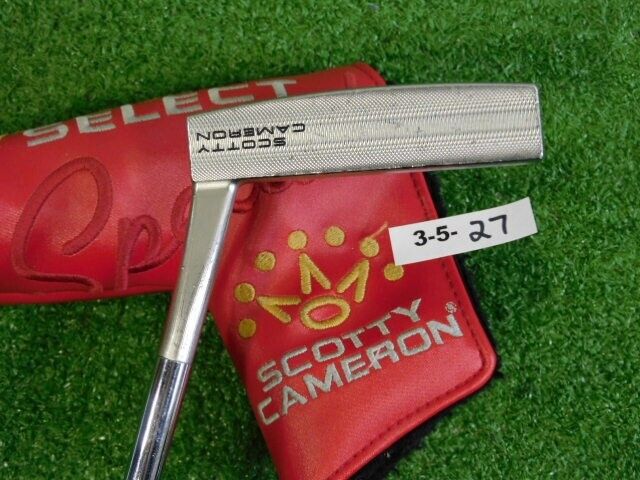 SELECT
SCOTTY
CAMERON
3-5- 27
SCOTTY
CAMERON®